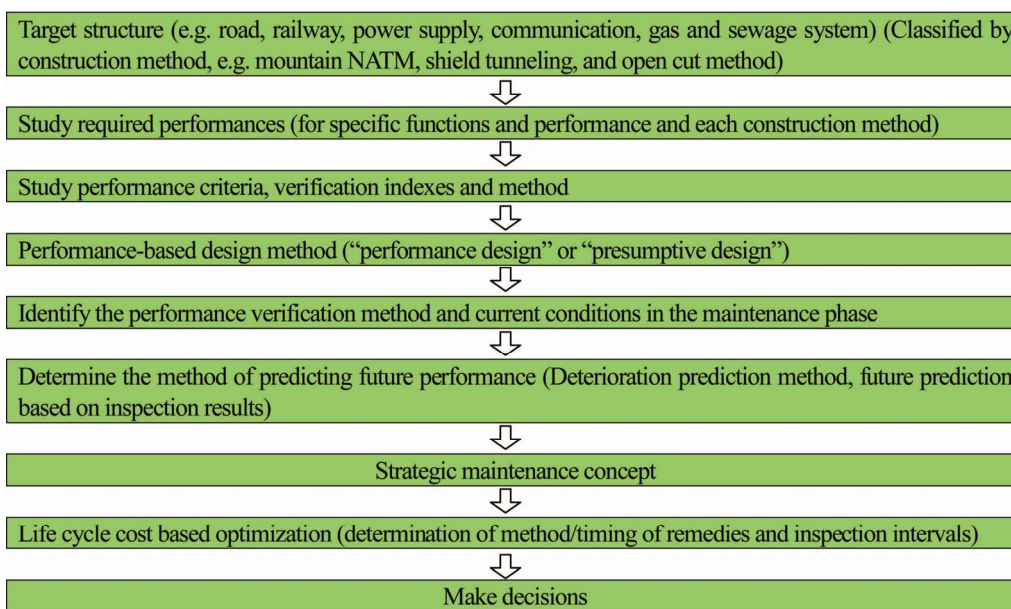 Target structure (e.g. road, railway, power supply, communication, gas and sewage system) (Classified by
construction method, e.g. mountain NATM, shield tunneling, and open cut method)
Study required performances (for specific functions and performance and each construction method)
Study performance criteria, verification indexes and method
Performance-based design method (“performance design” or “presumptive design”)
Identify the performance verification method and current conditions in the maintenance phase
Determine the method of predicting future performance (Deterioration prediction method, future prediction
based on inspection results)
Strategic maintenance concept
Life cycle cost based optimization (determination of method/timing of remedies and inspection intervals)
Make decisions